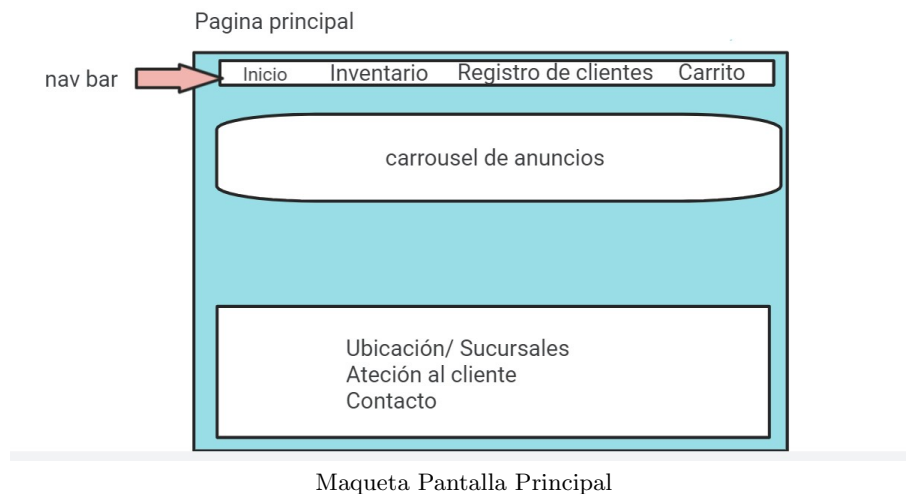 Pagina principal
nav bar
Inicio Inventario Registro de clientes Carrito
carrousel de anuncios
Ubicación/ Sucursales
Ateción al cliente
Contacto
Maqueta Pantalla Principal